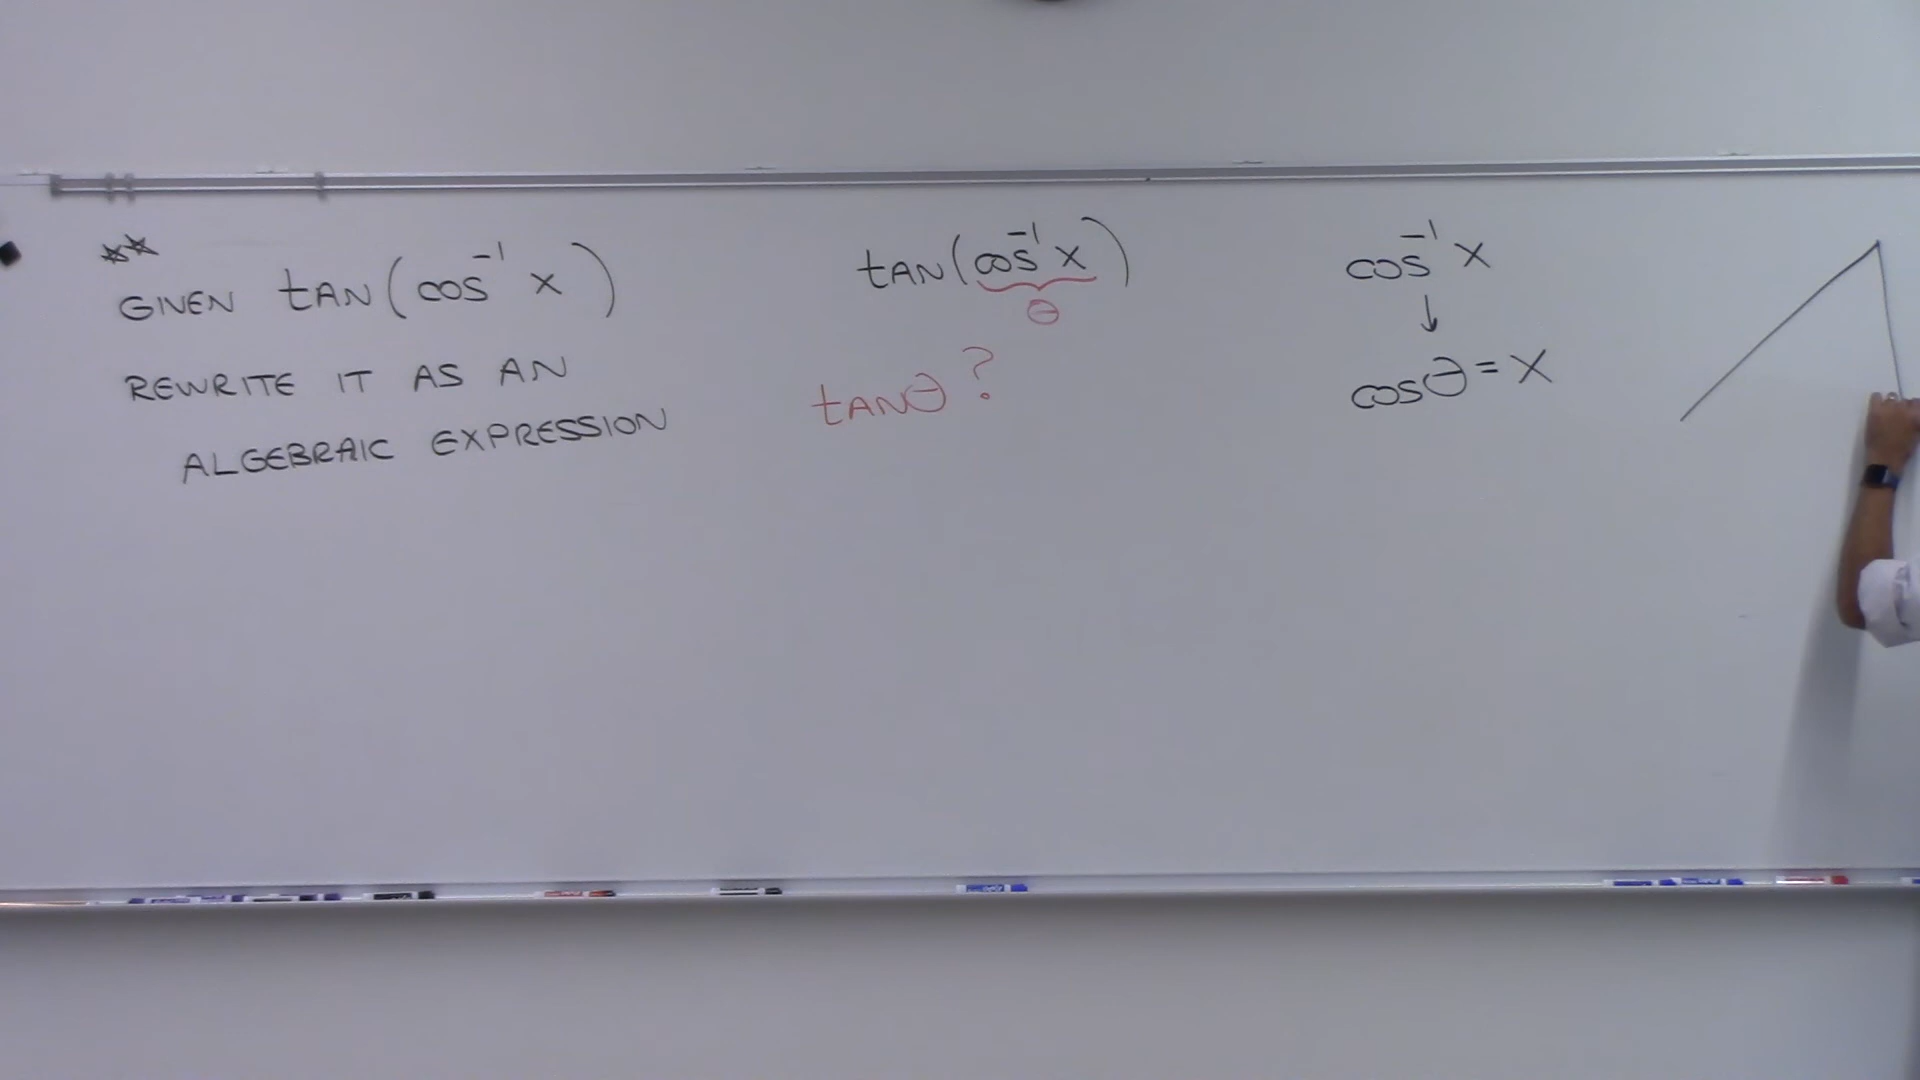 **
GIVEN tAN(cos⁻¹ x)
REWRITE IT AS AN
ALGEBRAIC EXPRESSION
tAN(cos⁻¹ x)
θ
tANθ ?
cos⁻¹ x
↓
cosθ = x